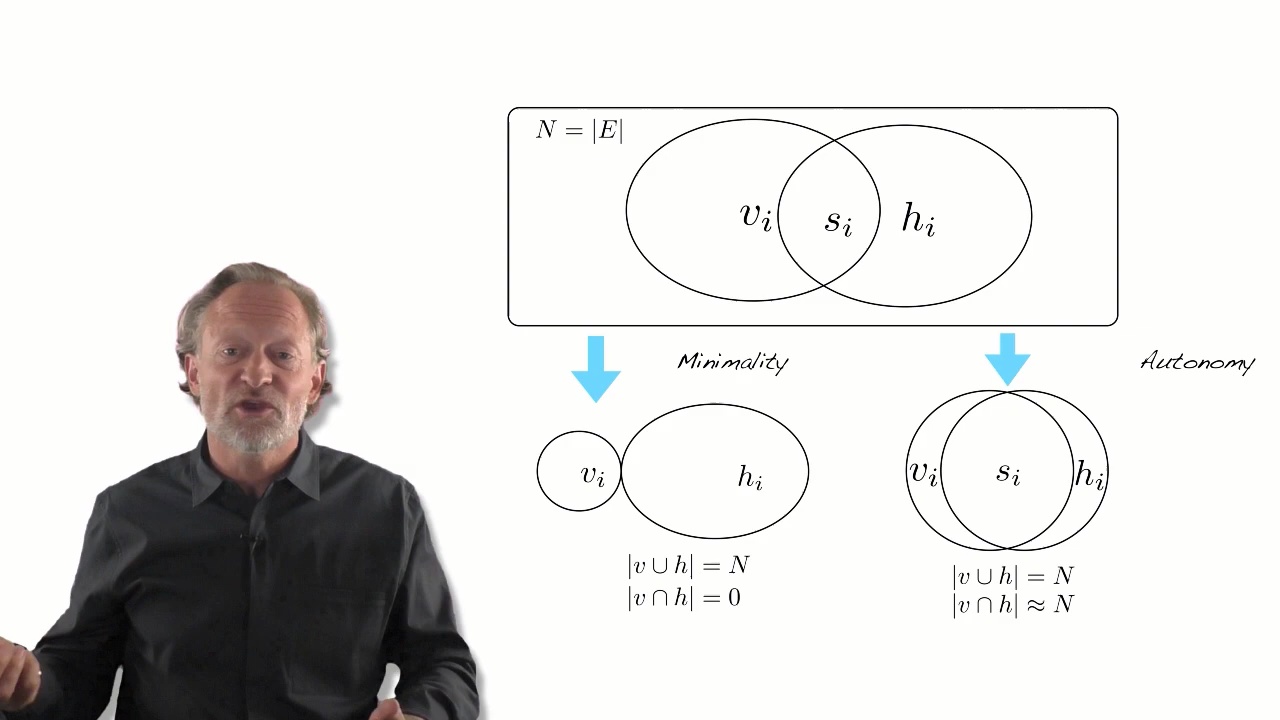 N = |E|
v_i s_i h_i
Minimality
Autonomy
v_i h_i
v_i s_i h_i
|v ∪ h| = N
|v ∩ h| = 0
|v ∪ h| = N
|v ∩ h| ≈ N